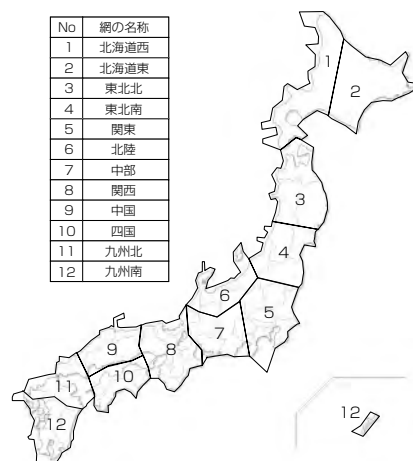 No 網の名称
1 北海道西
2 北海道東
3 東北北
4 東北南
5 関東
6 北陸
7 中部
8 関西
9 中国
10 四国
11 九州北
12 九州南
1
2
3
4
6
5
7
8
9
10
11
12
12